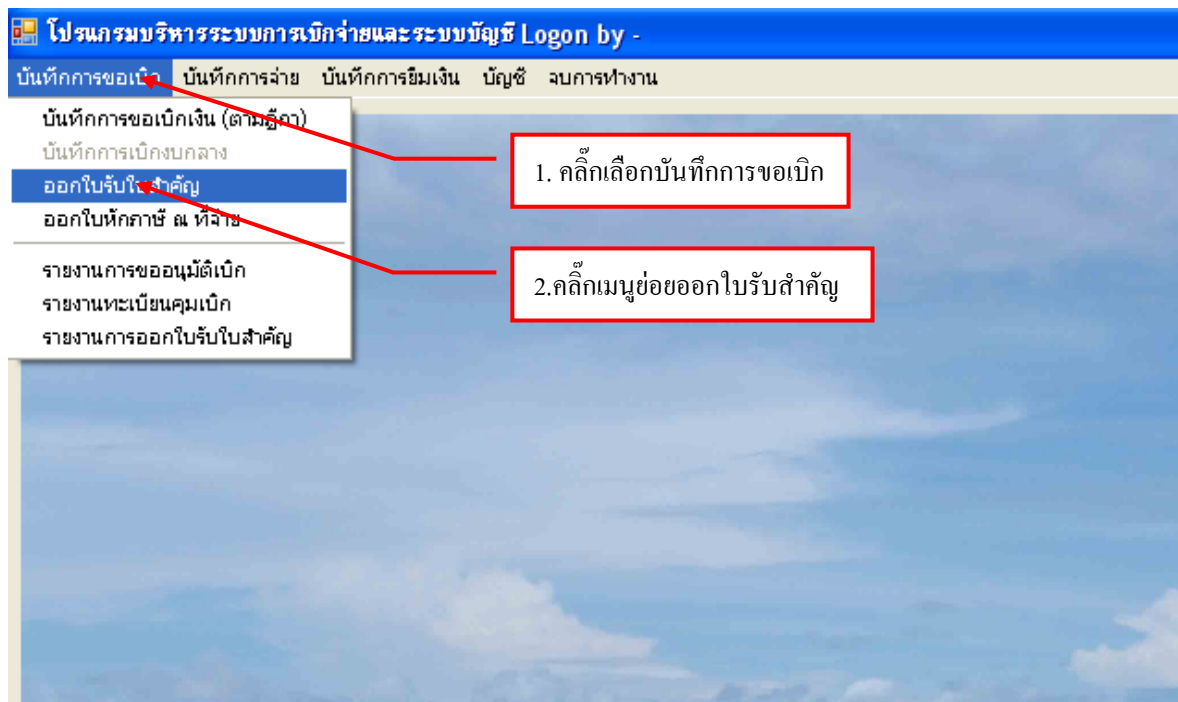 โปรแกรมบริหารระบบการเบิกจ่ายและระบบบัญชี Logon by -
บันทึกการขอเบิก บันทึกการจ่าย บันทึกการยืมเงิน บัญชี จบการทำงาน
บันทึกการขอเบิกเงิน (ตามฎีกา)
บันทึกการเบิกงบกลาง
ออกใบรับใบสำคัญ
ออกใบหักภาษี ณ ที่จ่าย
รายงานการขออนุมัติเบิก
รายงานทะเบียนคุมเบิก
รายงานการออกใบรับใบสำคัญ
1. คลิ๊กเลือกบันทึกการขอเบิก
2.คลิ๊กเมนูย่อยออกใบรับสำคัญ